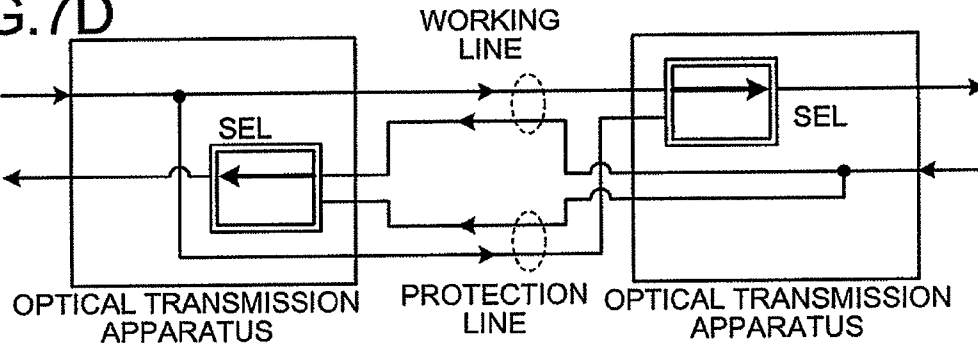 G.7D
WORKING
LINE
SEL
SEL
OPTICAL TRANSMISSION
APPARATUS
PROTECTION
LINE
OPTICAL TRANSMISSION
APPARATUS